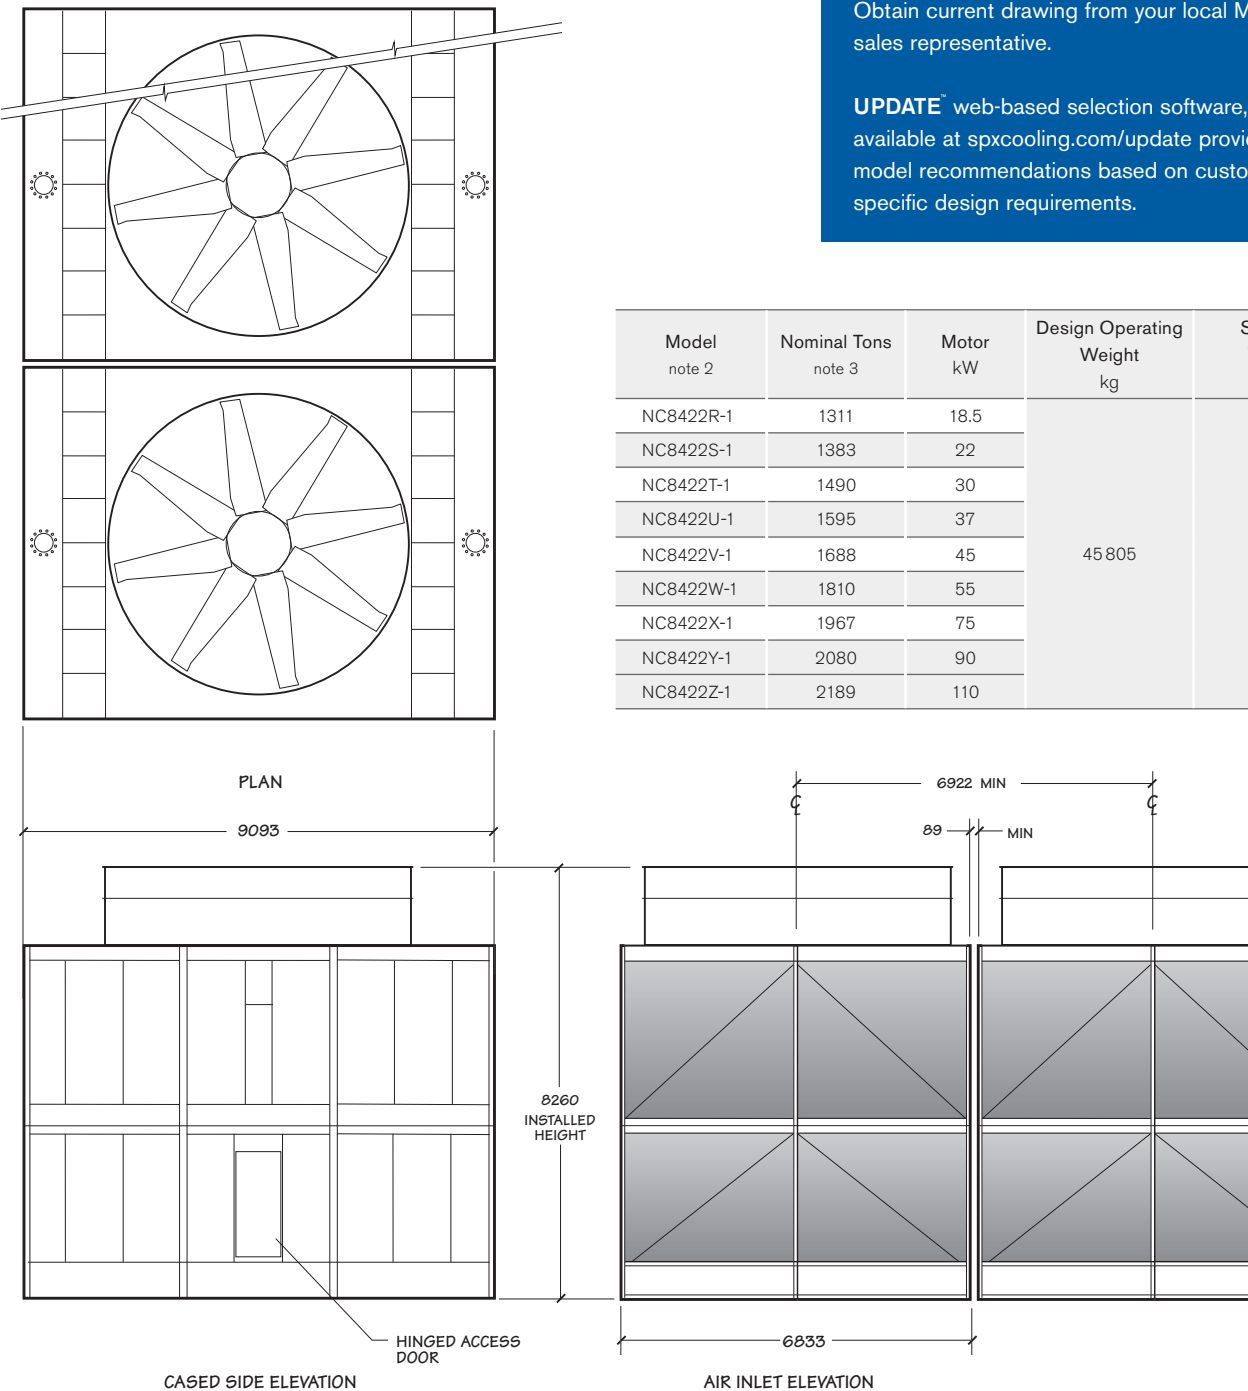 Obtain current drawing from your local M
sales representative.
UPDATE™ web-based selection software,
available at spxcooling.com/update provi
model recommendations based on custo
specific design requirements.
Model Nominal Tons Motor Design Operating S
note 2 note 3 kW Weight
kg
NC8422R-1 1311 18.5
NC8422S-1 1383 22
NC8422T-1 1490 30
NC8422U-1 1595 37
NC8422V-1 1688 45 45 805
NC8422W-1 1810 55
NC8422X-1 1967 75
NC8422Y-1 2080 90
NC8422Z-1 2189 110
PLAN
9093
6922 MIN
℄ ℄
89 MIN
8260
INSTALLED
HEIGHT
HINGED ACCESS
DOOR
6833
CASED SIDE ELEVATION
AIR INLET ELEVATION